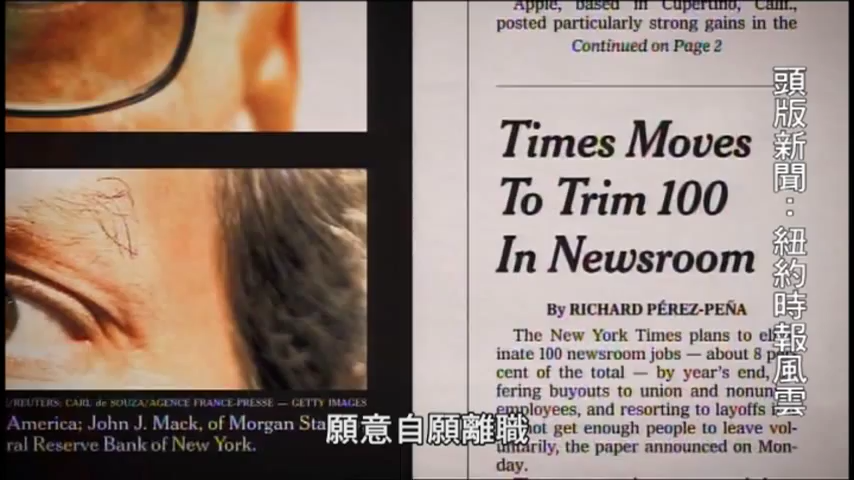 Apple, based in Cupertino, Calif.,
posted particularly strong gains in the
Continued on Page 2
Times Moves
To Trim 100
In Newsroom
By RICHARD PÉREZ-PEÑA
The New York Times plans to elim-
inate 100 newsroom jobs — about 8 per
cent of the total — by year's end,
fering buyouts to union and nonun
employees, and resorting to layoffs i
not get enough people to leave vol-
untarily, the paper announced on Mon-
day.
/REUTERS; CARL de SOUZA/AGENCE FRANCE-PRESSE — GETTY IMAGES
America; John J. Mack, of Morgan Sta
ral Reserve Bank of New York.
頭版新聞：紐約時報風雲
願意自願離職